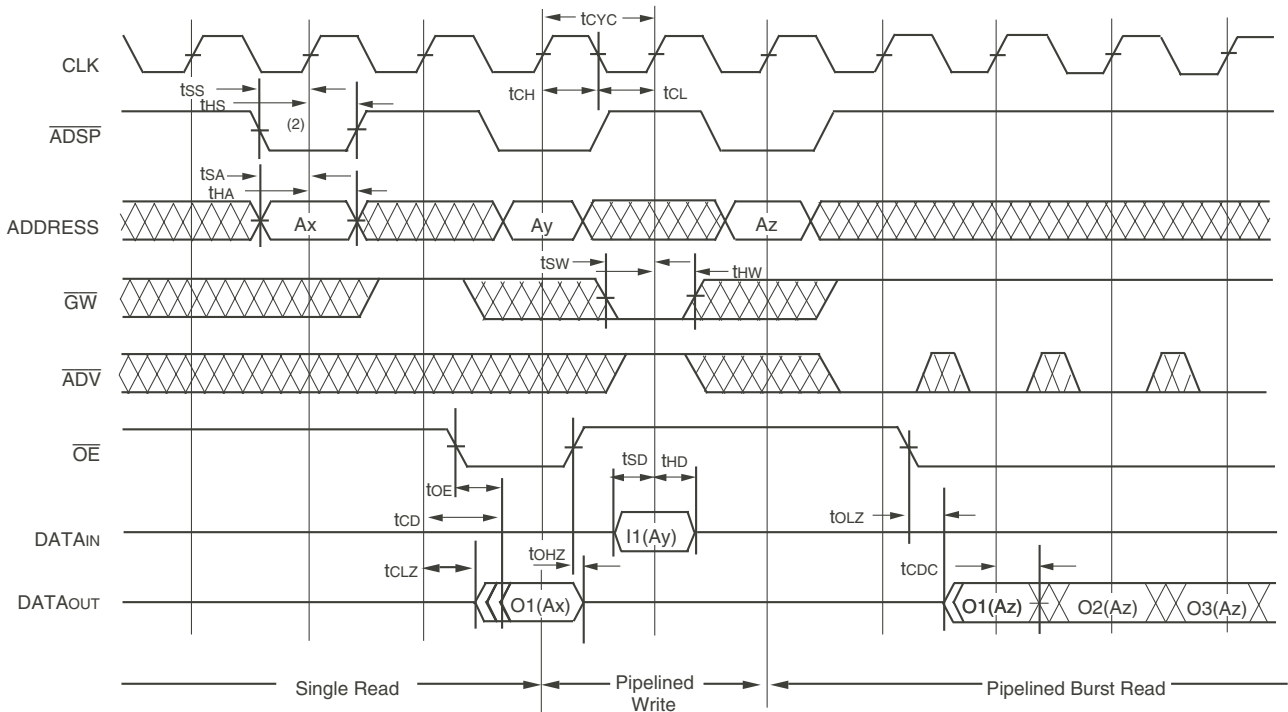 tCYC
CLK
tSS
tCH
tCL
tHS
(2)
ADSP
tSA
tHA
ADDRESS
Ax
Ay
Az
tSW
tHW
GW
ADV
OE
tSD
tHD
tOE
tCD
tOLZ
DATAIN
I1(Ay)
tOHZ
tCLZ
tCDC
DATAOUT
O1(Ax)
O1(Az)
O2(Az)
O3(Az)
Single Read
Pipelined
Write
Pipelined Burst Read